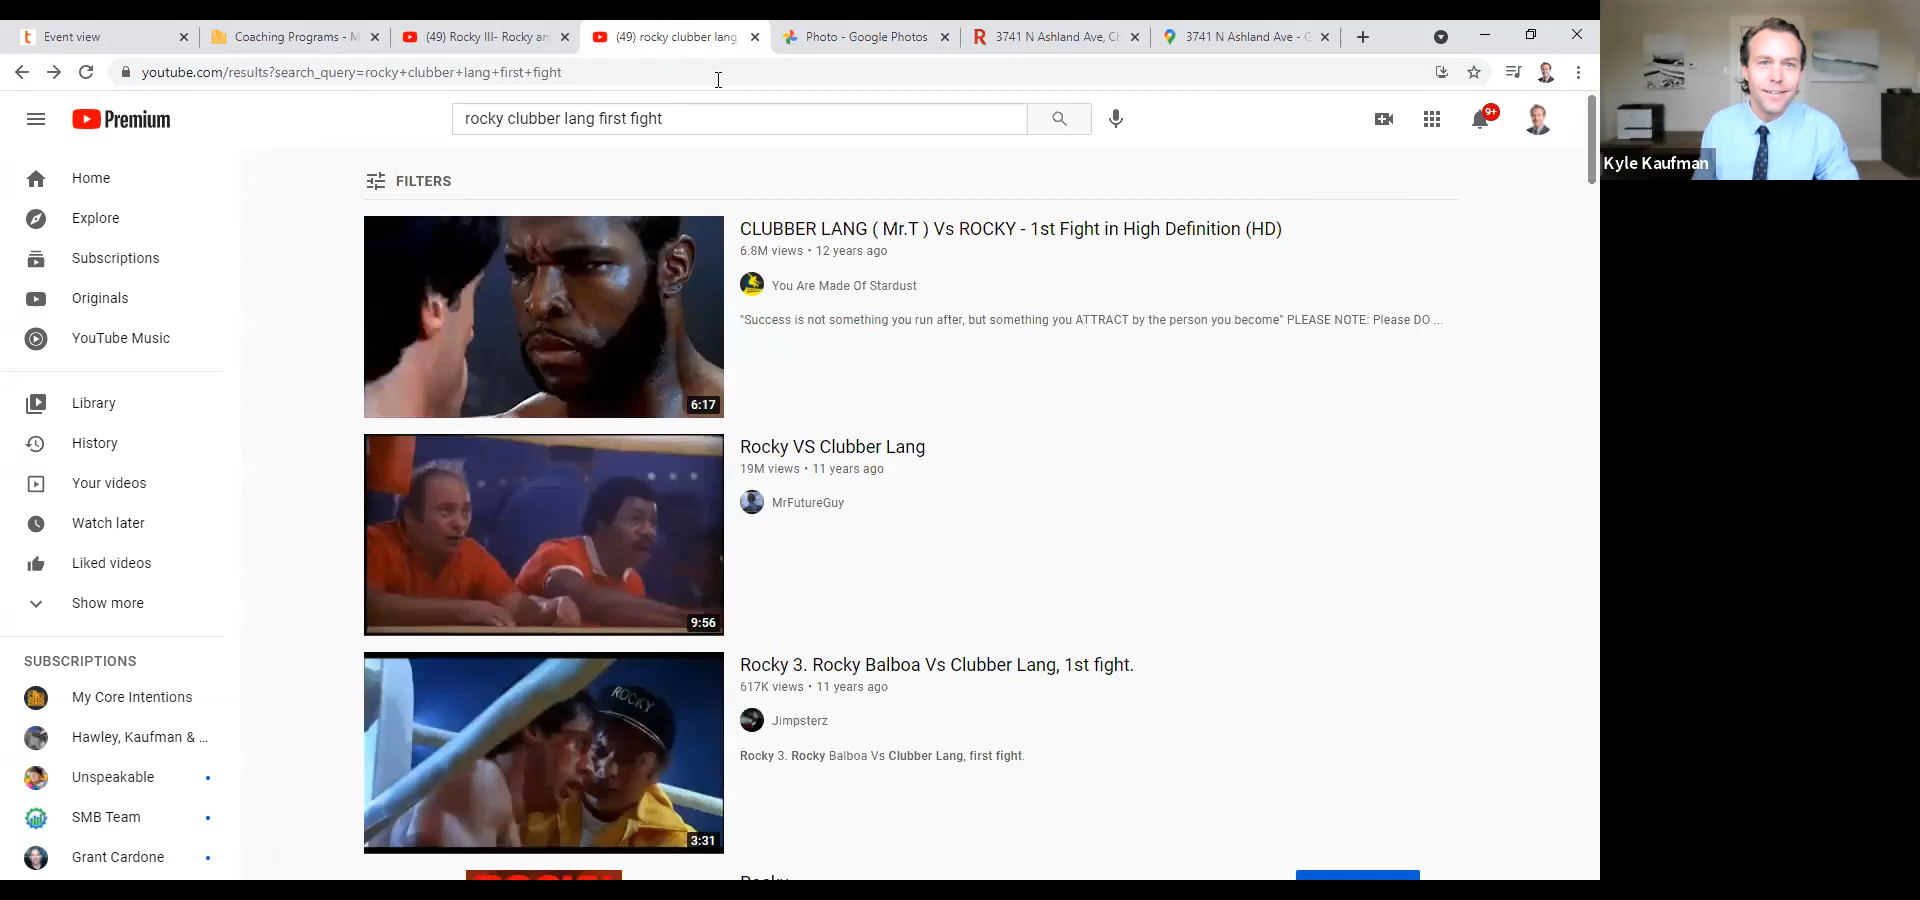 Event view
Coaching Programs - M
(49) Rocky III- Rocky an
(49) rocky clubber lang
Photo - Google Photos
3741 N Ashland Ave, Ch
3741 N Ashland Ave - G
youtube.com/results?search_query=rocky+clubber+lang+first+fight
Premium
rocky clubber lang first fight
9+
Kyle Kaufman
Home
Explore
Subscriptions
Originals
YouTube Music
Library
History
Your videos
Watch later
Liked videos
Show more
SUBSCRIPTIONS
My Core Intentions
Hawley, Kaufman & ...
Unspeakable
SMB Team
Grant Cardone
FILTERS
6:17
CLUBBER LANG ( Mr.T ) Vs ROCKY - 1st Fight in High Definition (HD)
6.8M views • 12 years ago
You Are Made Of Stardust
"Success is not something you run after, but something you ATTRACT by the person you become" PLEASE NOTE: Please DO ...
9:56
Rocky VS Clubber Lang
19M views • 11 years ago
MrFutureGuy
ROCKY
3:31
Rocky 3. Rocky Balboa Vs Clubber Lang, 1st fight.
617K views • 11 years ago
Jimpsterz
Rocky 3. Rocky Balboa Vs Clubber Lang, first fight.
Rocky